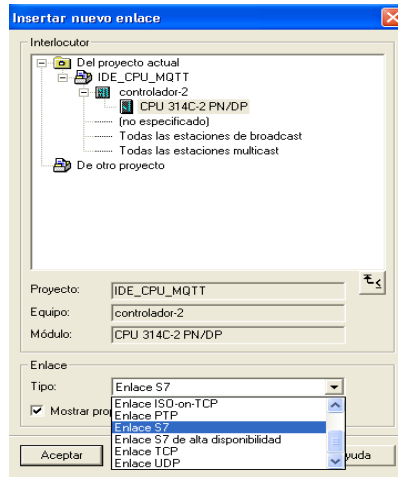 Insertar nuevo enlace
Interlocutor
Del proyecto actual
IDE_CPU_MQTT
controlador-2
CPU 314C-2 PN/DP
(no especificado)
Todas las estaciones de broadcast
Todas las estaciones multicast
De otro proyecto
Proyecto: IDE_CPU_MQTT
Equipo: controlador-2
Módulo: CPU 314C-2 PN/DP
Enlace
Tipo: Enlace S7
Enlace ISO-on-TCP
Mostrar pro
Enlace PTP
Enlace S7
Enlace S7 de alta disponibilidad
Enlace TCP
Aceptar
Enlace UDP
yuda